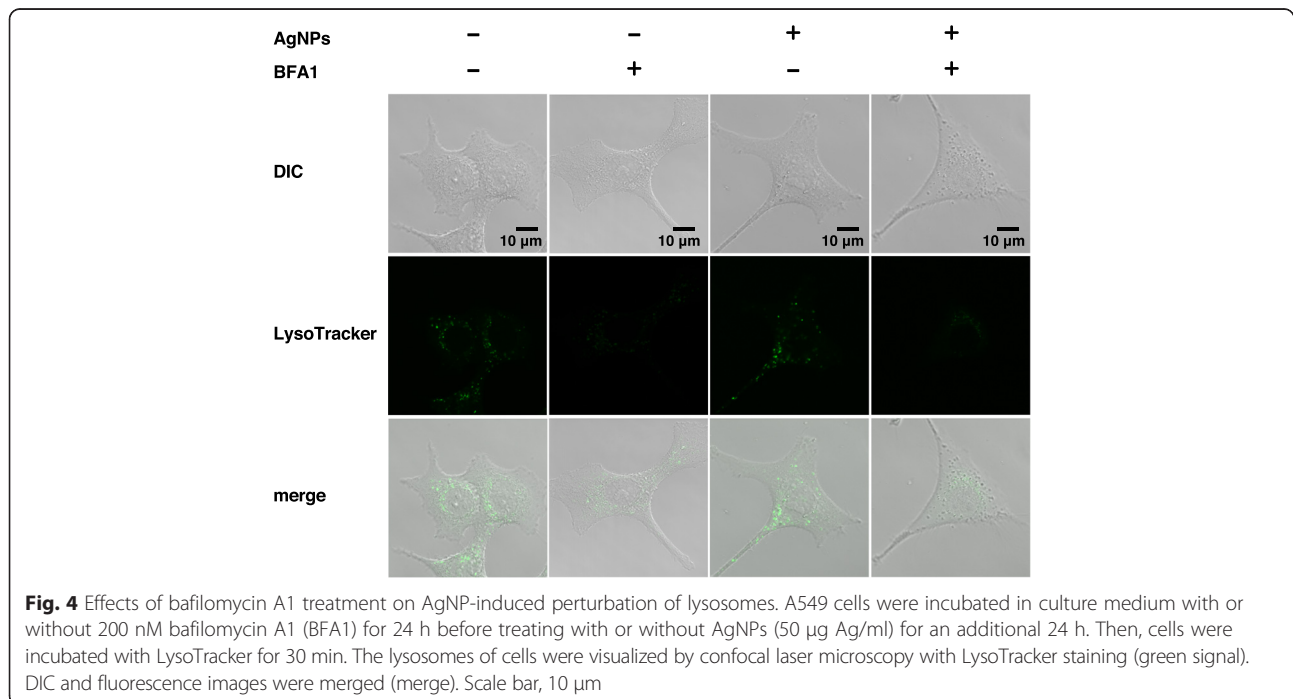 AgNPs – – + +
BFA1 – + – +
DIC
10 µm 10 µm 10 µm 10 µm
LysoTracker
merge
Fig. 4 Effects of bafilomycin A1 treatment on AgNP-induced perturbation of lysosomes. A549 cells were incubated in culture medium with or
without 200 nM bafilomycin A1 (BFA1) for 24 h before treating with or without AgNPs (50 µg Ag/ml) for an additional 24 h. Then, cells were
incubated with LysoTracker for 30 min. The lysosomes of cells were visualized by confocal laser microscopy with LysoTracker staining (green signal).
DIC and fluorescence images were merged (merge). Scale bar, 10 µm